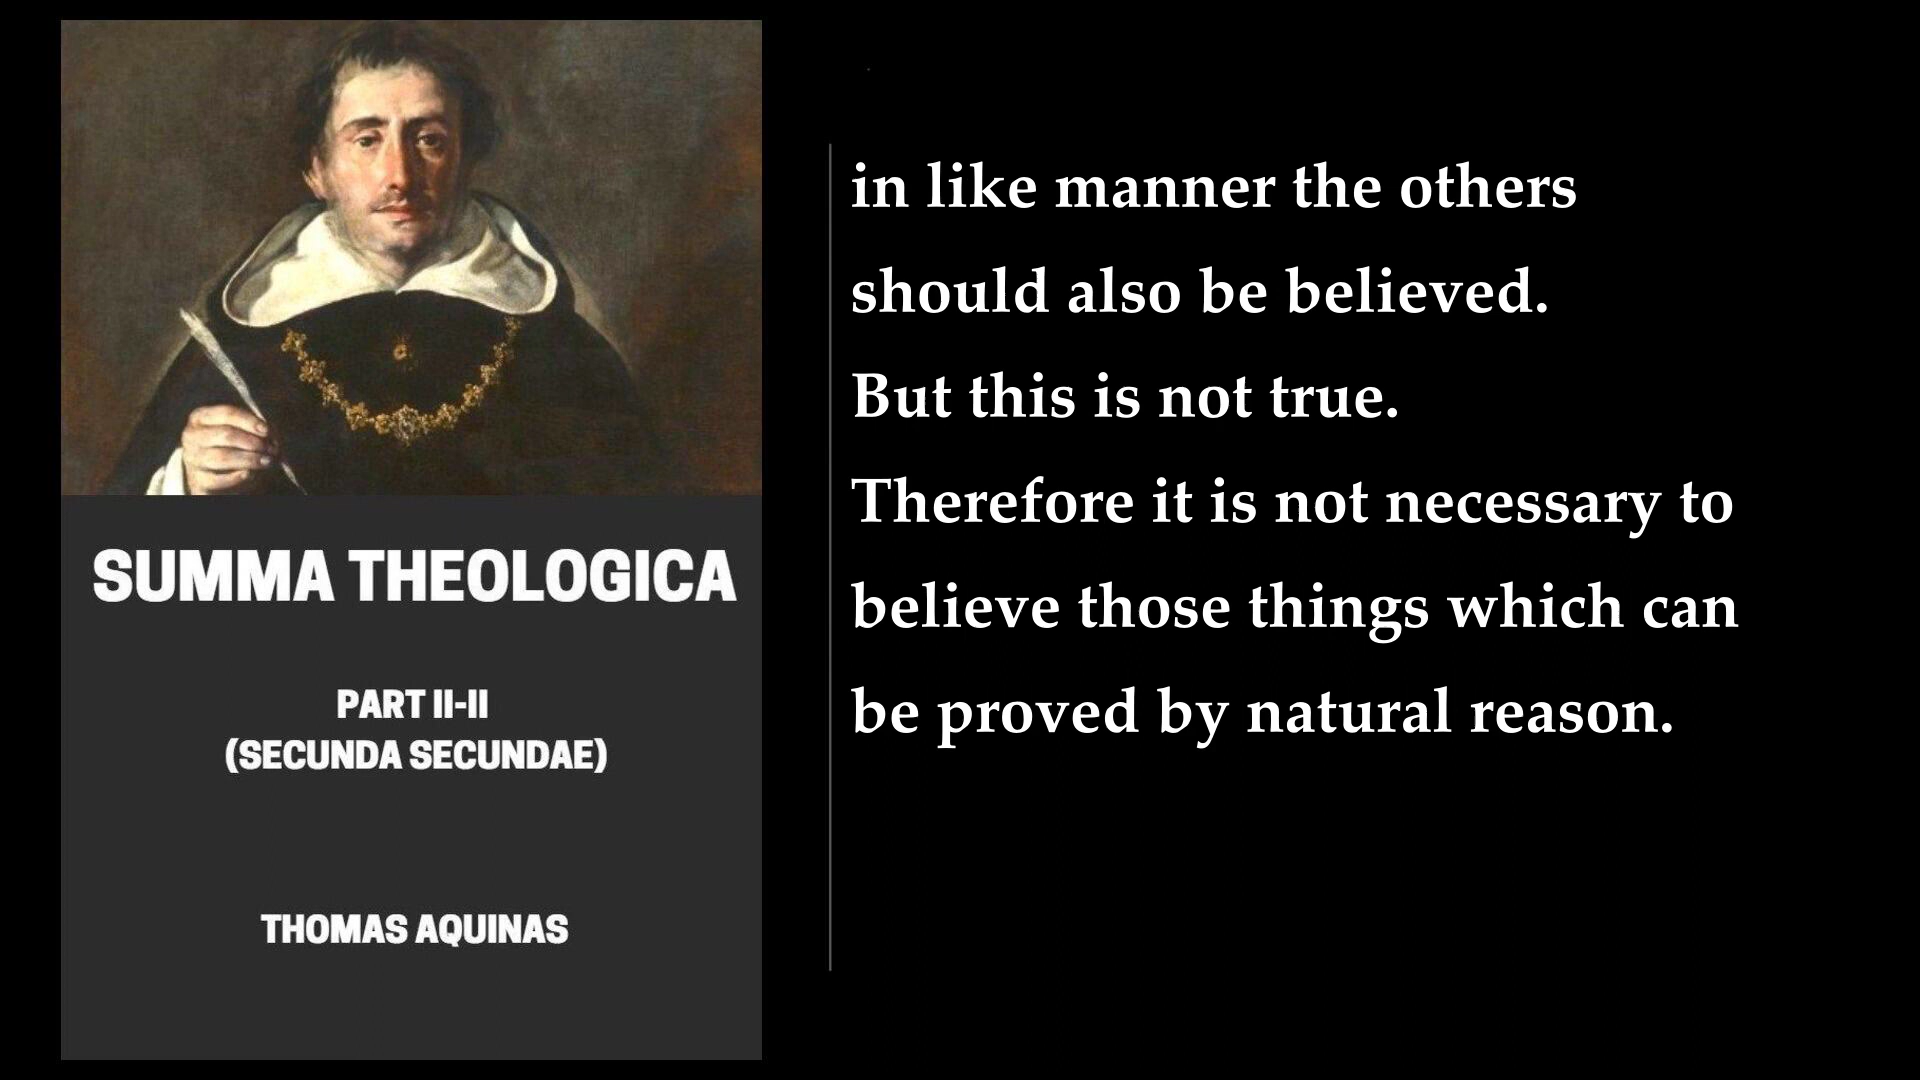 SUMMA THEOLOGICA
PART II-II
(SECUNDA SECUNDAE)
THOMAS AQUINAS
in like manner the others
should also be believed.
But this is not true.
Therefore it is not necessary to
believe those things which can
be proved by natural reason.